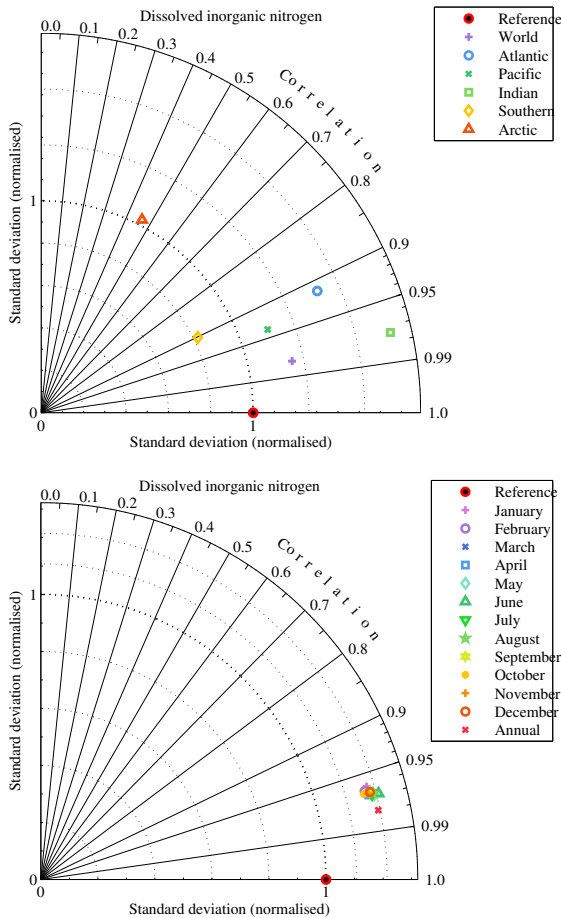 Dissolved inorganic nitrogen
0.0
0.1
0.2
0.3
0.4
0.5
0.6
0.7
0.8
0.9
0.95
0.99
1.0
Correlation
Standard deviation (normalised)
1
0
0
1
Standard deviation (normalised)
Reference
World
Atlantic
Pacific
Indian
Southern
Arctic
Dissolved inorganic nitrogen
0.0
0.1
0.2
0.3
0.4
0.5
0.6
0.7
0.8
0.9
0.95
0.99
1.0
Correlation
Standard deviation (normalised)
1
0
0
1
Standard deviation (normalised)
Reference
January
February
March
April
May
June
July
August
September
October
November
December
Annual